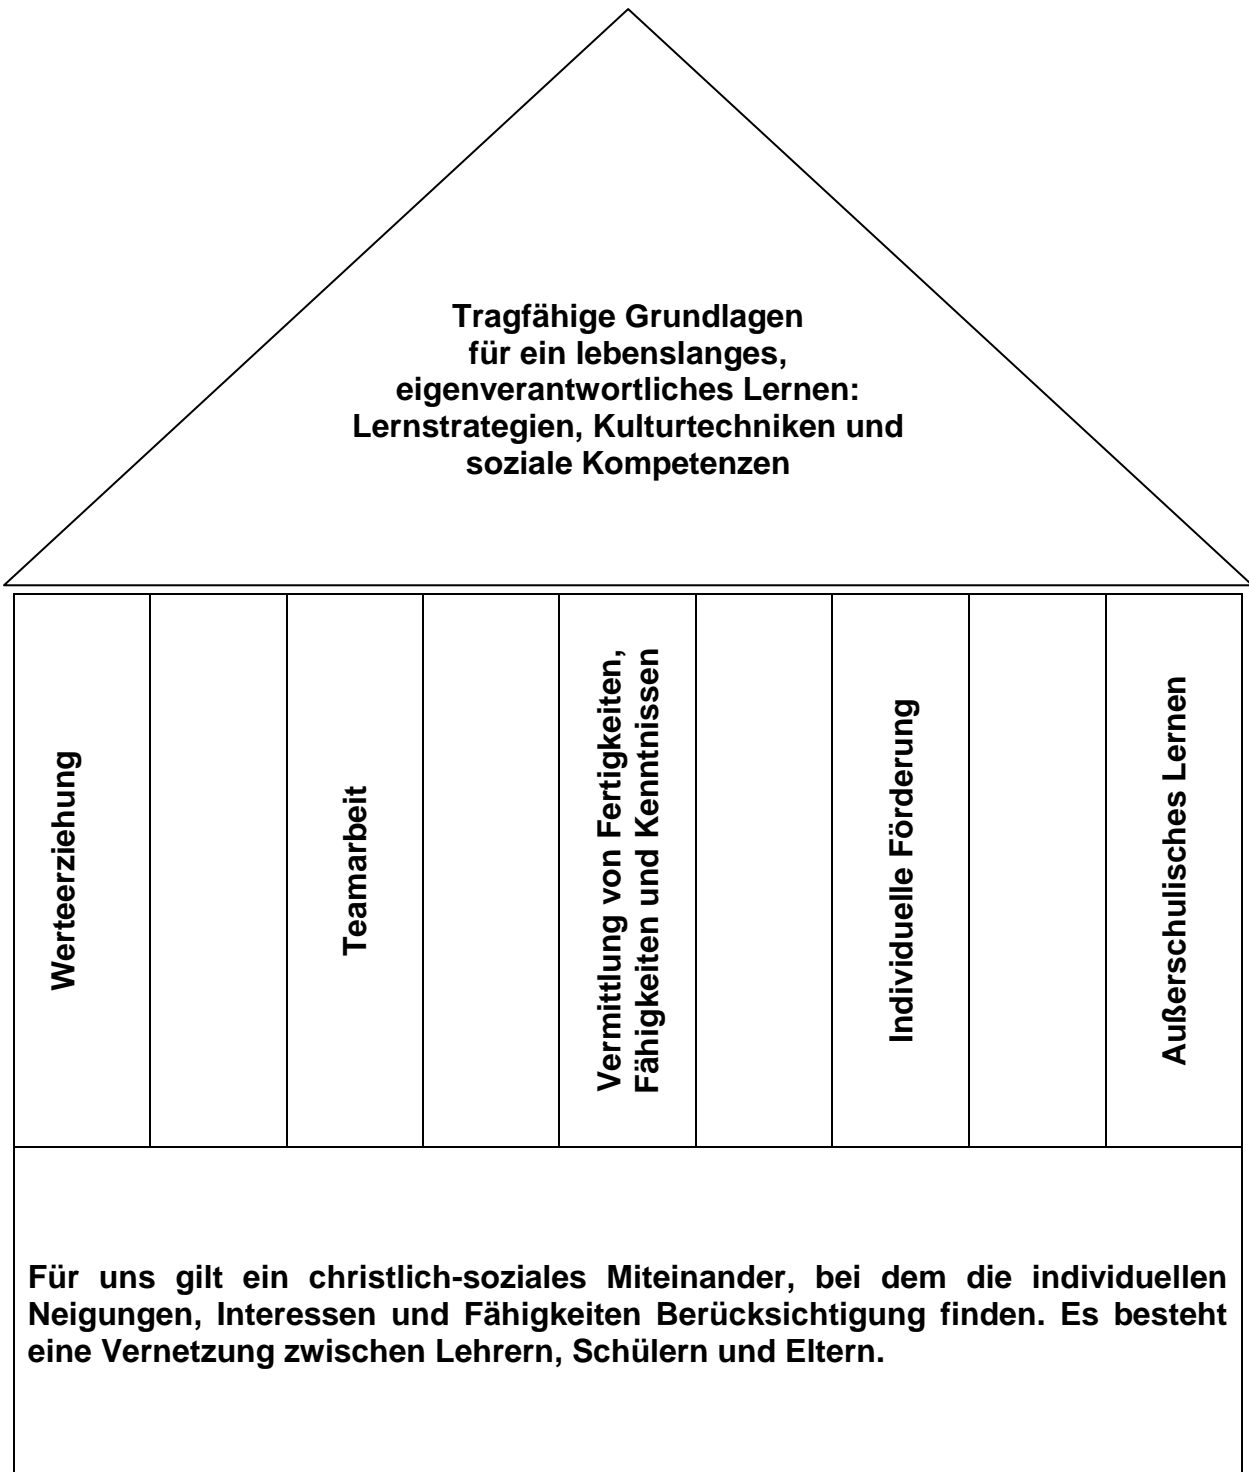 Tragfähige Grundlagen
für ein lebenslanges,
eigenverantwortliches Lernen:
Lernstrategien, Kulturtechniken und
soziale Kompetenzen
Werteerziehung
Teamarbeit
Vermittlung von Fertigkeiten,
Fähigkeiten und Kenntnissen
Individuelle Förderung
Außerschulisches Lernen
Für uns gilt ein christlich-soziales Miteinander, bei dem die individuellen
Neigungen, Interessen und Fähigkeiten Berücksichtigung finden. Es besteht
eine Vernetzung zwischen Lehrern, Schülern und Eltern.